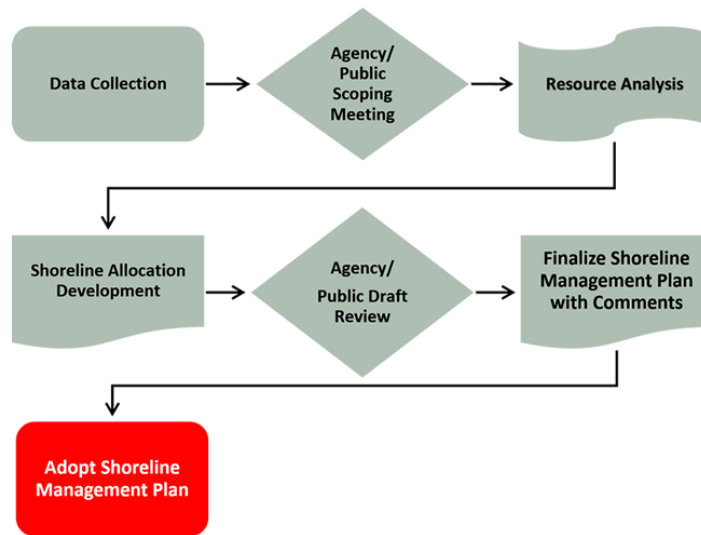 Data Collection
Agency/
Public
Scoping
Meeting
Resource Analysis
Shoreline Allocation
Development
Agency/
Public Draft
Review
Finalize Shoreline
Management Plan
with Comments
Adopt Shoreline
Management Plan